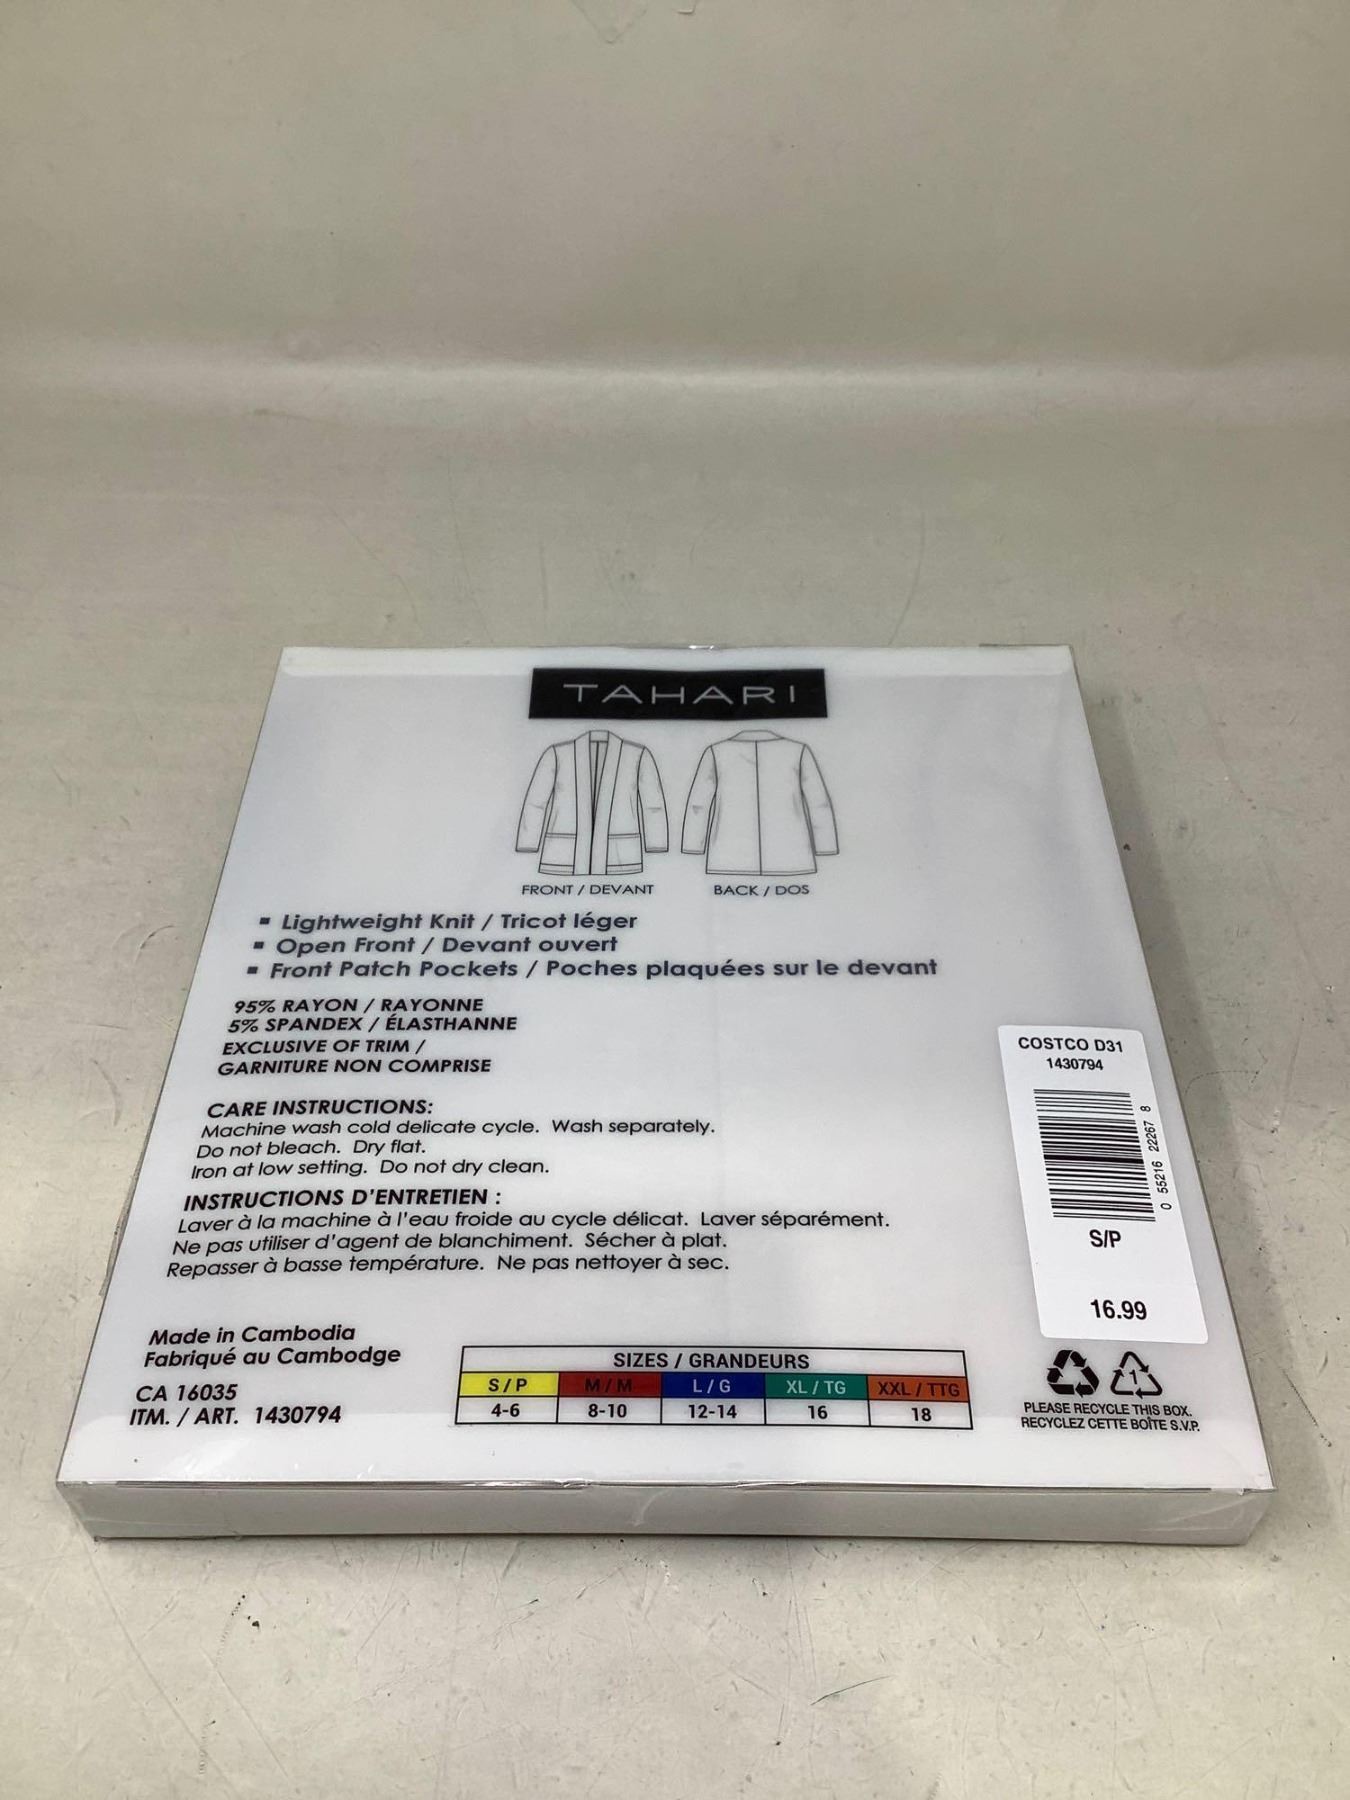 TAHARI
FRONT / DEVANT
BACK / DOS
▪ Lightweight Knit / Tricot léger
▪ Open Front / Devant ouvert
▪ Front Patch Pockets / Poches plaquées sur le devant
95% RAYON / RAYONNE
5% SPANDEX / ÉLASTHANNE
EXCLUSIVE OF TRIM /
GARNITURE NON COMPRISE
CARE INSTRUCTIONS:
Machine wash cold delicate cycle. Wash separately.
Do not bleach. Dry flat.
Iron at low setting. Do not dry clean.
INSTRUCTIONS D'ENTRETIEN :
Laver à la machine à l'eau froide au cycle délicat. Laver séparément.
Ne pas utiliser d'agent de blanchiment. Sécher à plat.
Repasser à basse température. Ne pas nettoyer à sec.
Made in Cambodia
Fabriqué au Cambodge
CA 16035
ITM. / ART. 1430794
SIZES / GRANDEURS
S / P M / M L / G XL / TG XXL / TTG
4-6 8-10 12-14 16 18
COSTCO D31
1430794
0 55216 22267 8
S/P
16.99
1
PLEASE RECYCLE THIS BOX.
RECYCLEZ CETTE BOÎTE S.V.P.